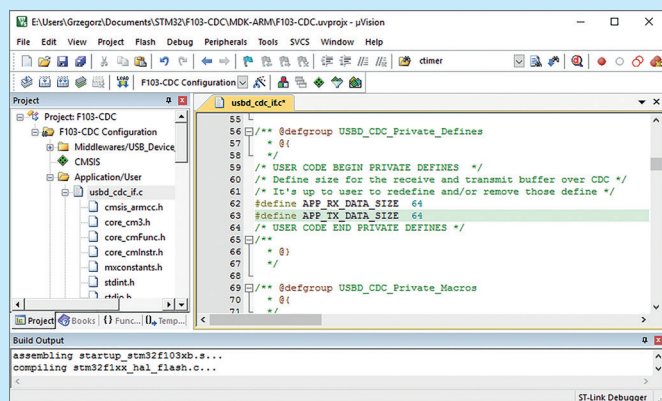 E:\Users\Grzegorz\Documents\STM32\F103-CDC\MDK-ARM\F103-CDC.uvprojx - µVision
File Edit View Project Flash Debug Peripherals Tools SVCS Window Help
ctimer
F103-CDC Configuration
Project
Project: F103-CDC
F103-CDC Configuration
Middlewares/USB_Device_
CMSIS
Application/User
usbd_cdc_if.c
cmsis_armcc.h
core_cm3.h
core_cmFunc.h
core_cmInstr.h
mxconstants.h
stdint.h
stdio.h
Project Books {} Func... 0. Temp...
usbd_cdc_if.c*
55
56 /** @defgroup USBD_CDC_Private_Defines
57 * @{
58 */
59 /* USER CODE BEGIN PRIVATE DEFINES */
60 /* Define size for the receive and transmit buffer over CDC */
61 /* It's up to user to redefine and/or remove those define */
62 #define APP_RX_DATA_SIZE 64
63 #define APP_TX_DATA_SIZE 64
64 /* USER CODE END PRIVATE DEFINES */
65 /**
66 * @}
67 */
68
69 /** @defgroup USBD_CDC_Private_Macros
70 * @{
71 */
Build Output
assembling startup_stm32f103xb.s...
compiling stm32f1xx_hal_flash.c...
ST-Link Debugger